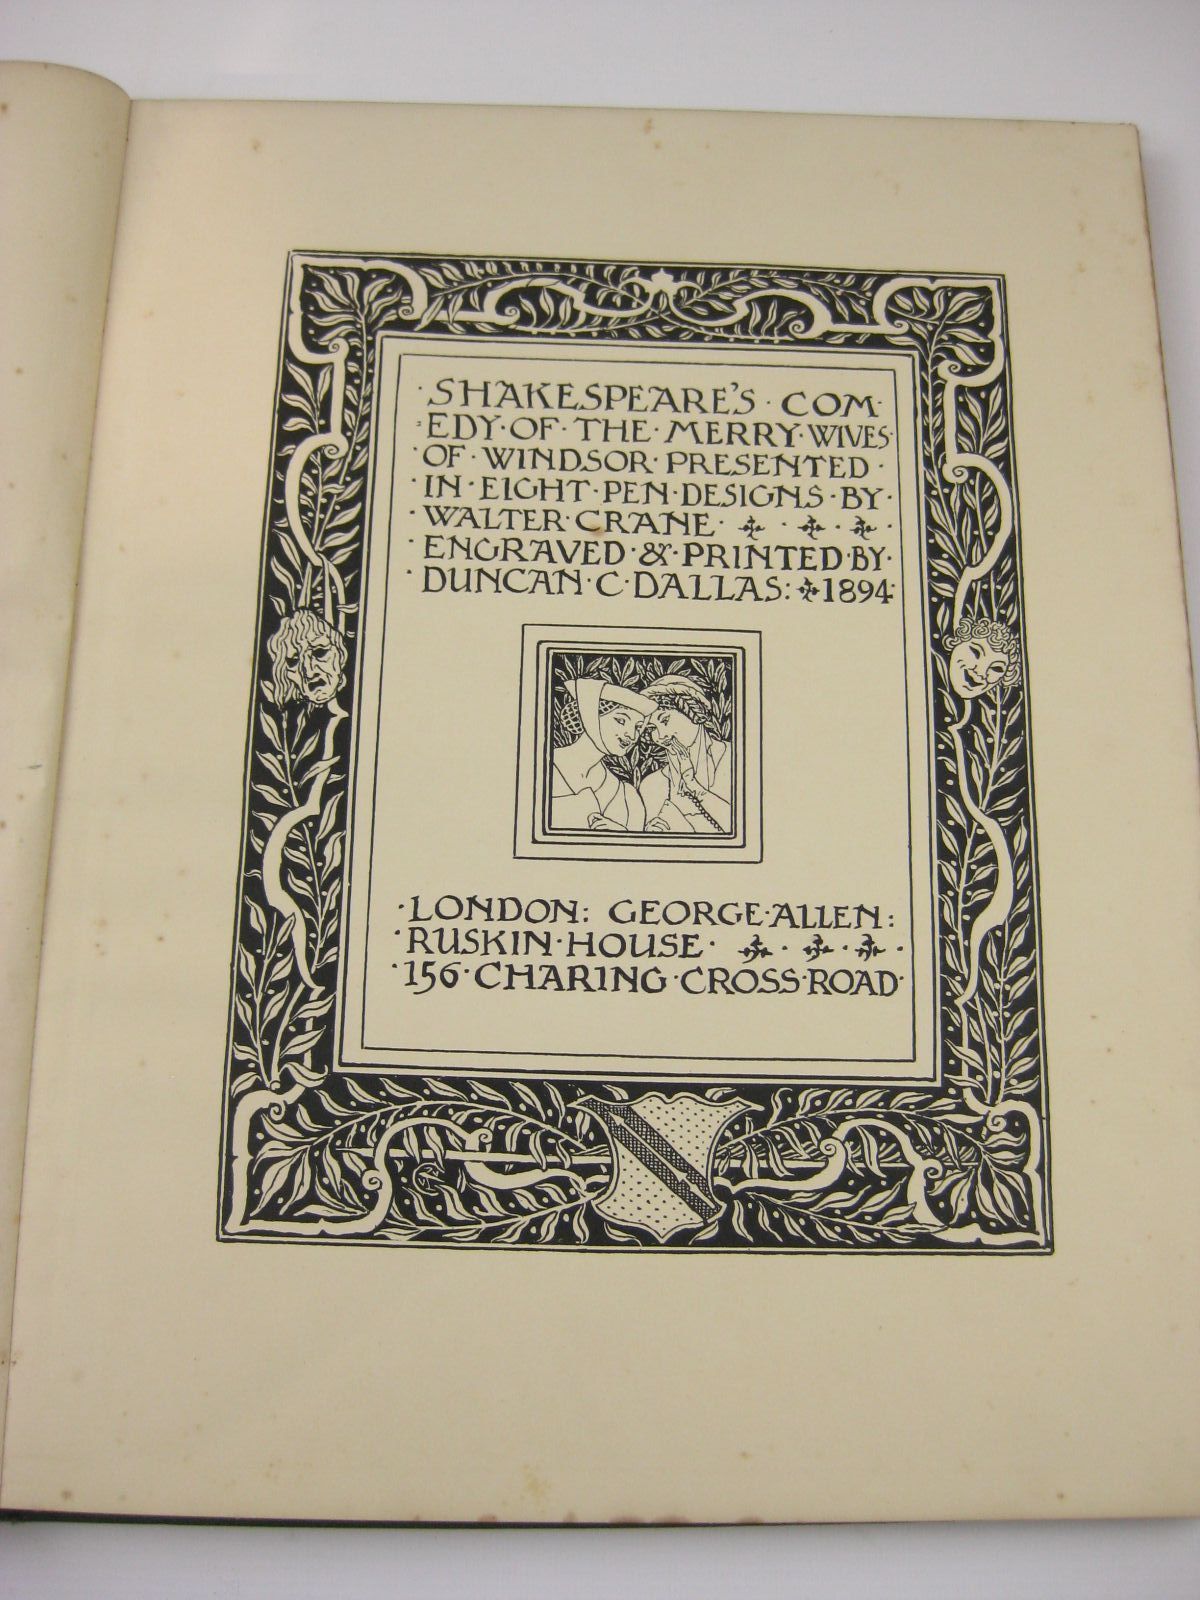 · SHAKESPEARE'S · COM·
:EDY · OF · THE · MERRY · WIVES·
· OF · WINDSOR · PRESENTED ·
· IN · EIGHT · PEN · DESIGNS · BY ·
· WALTER · CRANE · · · ·
· ENGRAVED · & · PRINTED · BY ·
· DUNCAN · C · DALLAS: 1894
· LONDON: GEORGE · ALLEN:
· RUSKIN · HOUSE · · · ·
· 156 · CHARING · CROSS · ROAD ·